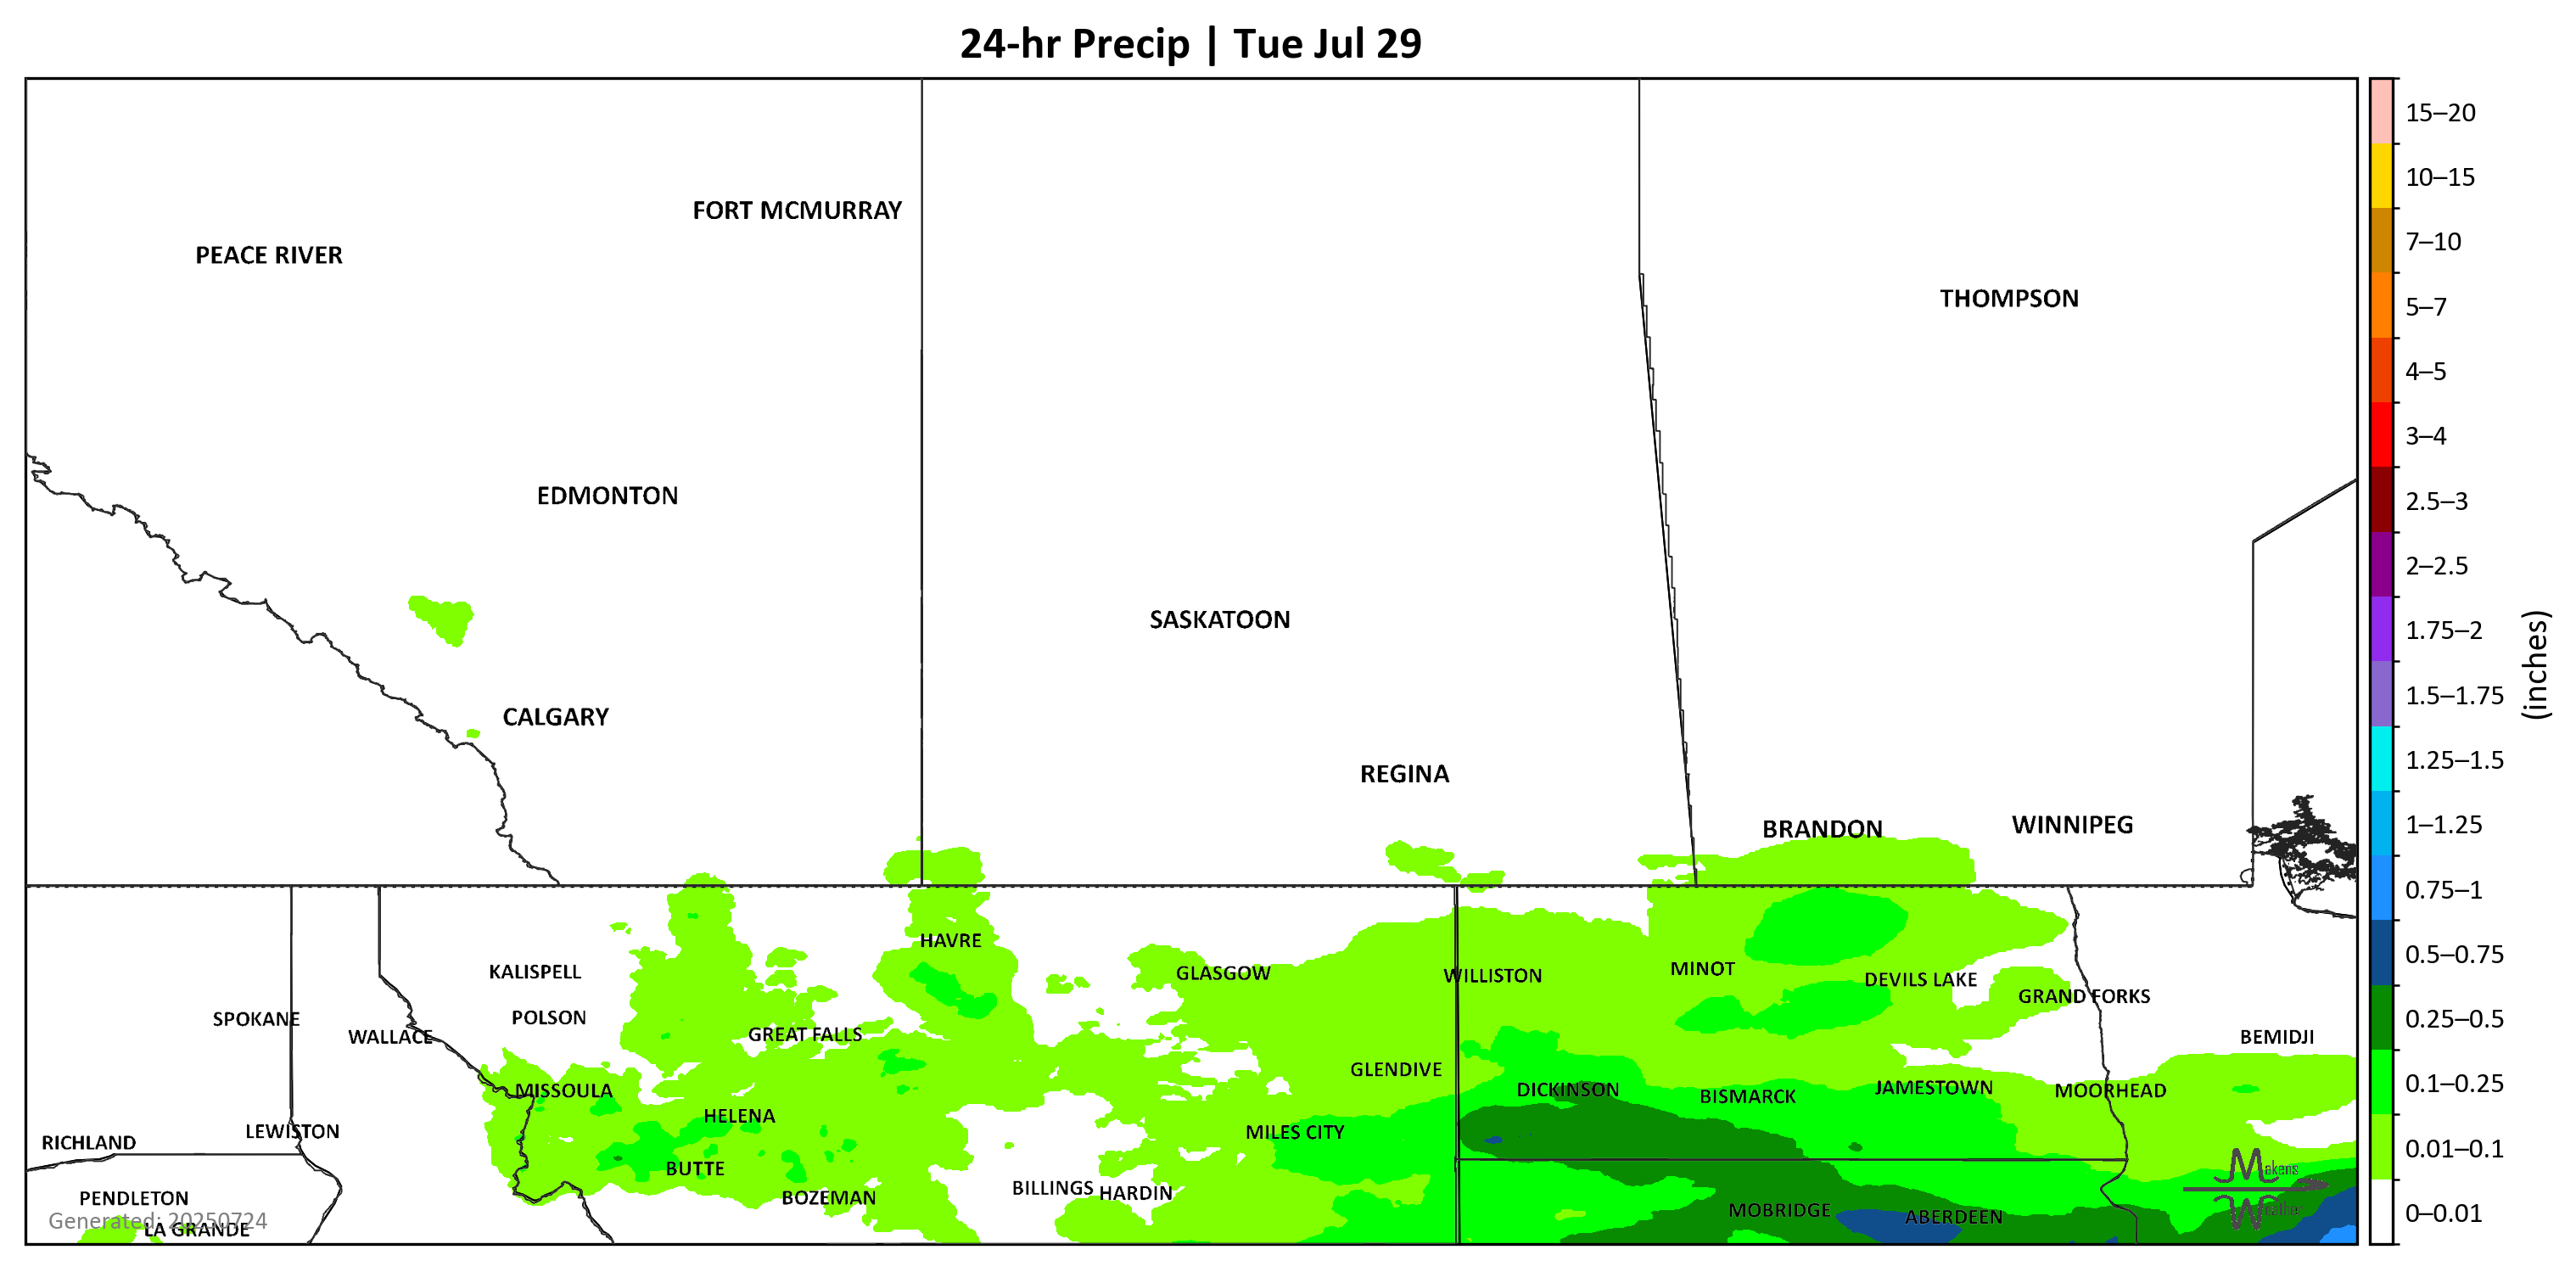 24-hr Precip | Tue Jul 29
FORT MCMURRAY
PEACE RIVER
THOMPSON
EDMONTON
SASKATOON
CALGARY
REGINA
WINNIPEG
BRANDON
HAVRE
KALISPELL
GLASGOW
WILLISTON
MINOT
DEVILS LAKE
GRAND FORKS
SPOKANE
POLSON
WALLACE
GREAT FALLS
BEMIDJI
GLENDIVE
MISSOULA
DICKINSON
BISMARCK
JAMESTOWN
MOORHEAD
HELENA
RICHLAND
LEWISTON
MILES CITY
BUTTE
PENDLETON
BOZEMAN
BILLINGS
HARDIN
MOBRIDGE
ABERDEEN
Generated: 20250724
LA GRANDE
Makens
Weather
15–20
10–15
7–10
5–7
4–5
3–4
2.5–3
2–2.5
1.75–2
1.5–1.75
1.25–1.5
1–1.25
0.75–1
0.5–0.75
0.25–0.5
0.1–0.25
0.01–0.1
0–0.01
(inches)